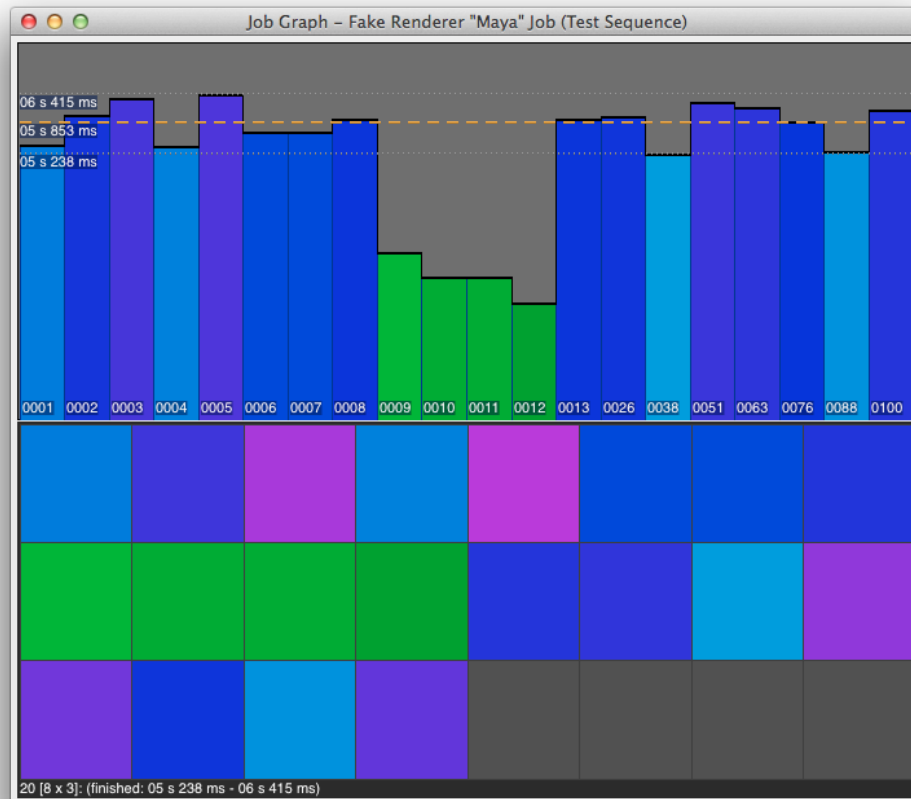 Job Graph – Fake Renderer "Maya" Job (Test Sequence)
06 s 415 ms
05 s 853 ms
05 s 238 ms
0001 0002 0003 0004 0005 0006 0007 0008 0009 0010 0011 0012 0013 0026 0038 0051 0063 0076 0088 0100
20 [8 x 3]: (finished: 05 s 238 ms - 06 s 415 ms)